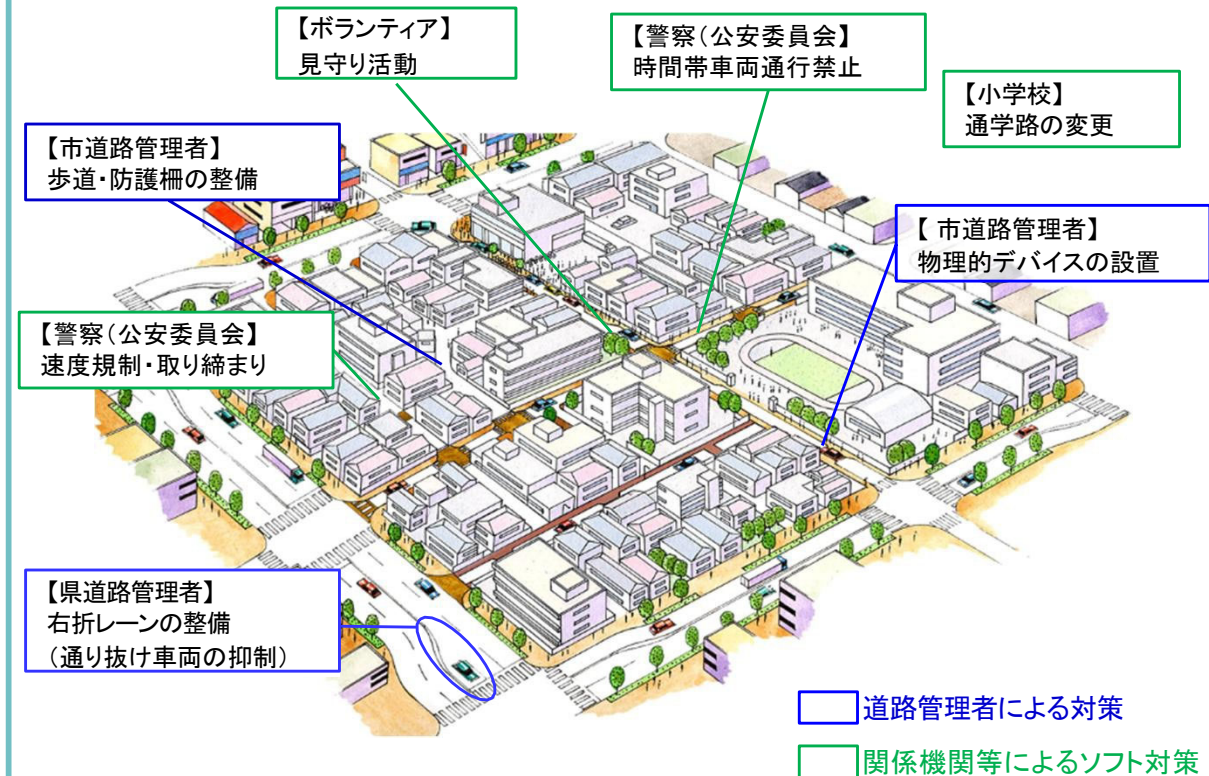 【ボランティア】
見守り活動
【警察(公安委員会】
時間帯車両通行禁止
【小学校】
通学路の変更
【市道路管理者】
歩道・防護柵の整備
【 市道路管理者】
物理的デバイスの設置
【警察(公安委員会】
速度規制・取り締まり
【県道路管理者】
右折レーンの整備
(通り抜け車両の抑制)
道路管理者による対策
関係機関等によるソフト対策